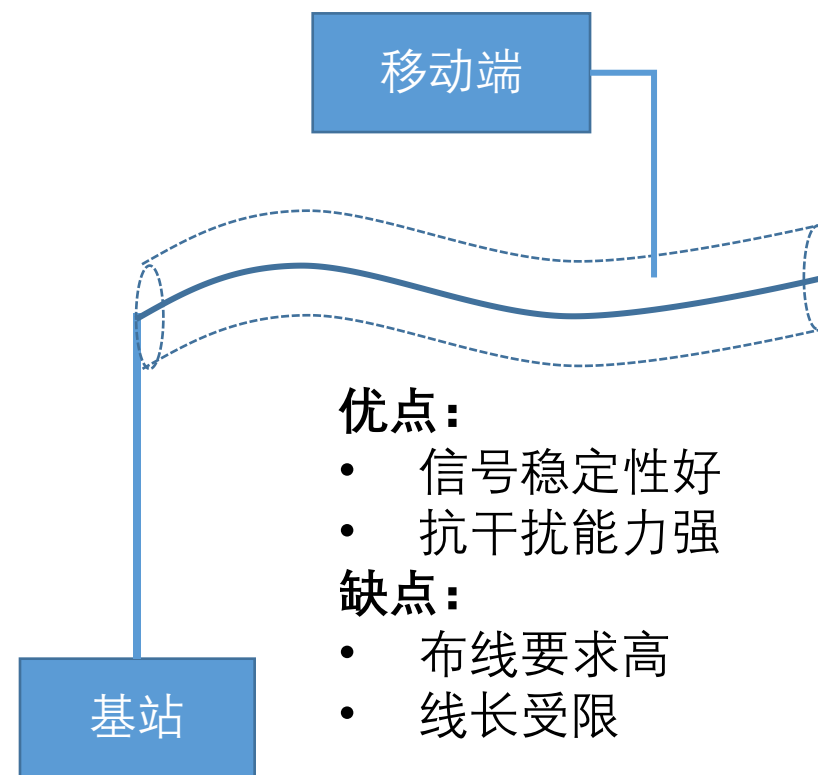 移动端
优点：
• 信号稳定性好
• 抗干扰能力强
缺点：
• 布线要求高
• 线长受限
基站